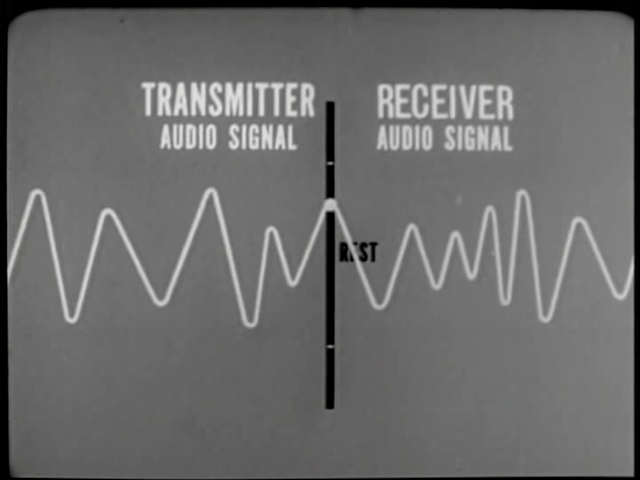 TRANSMITTER
AUDIO SIGNAL
RECEIVER
AUDIO SIGNAL
REST